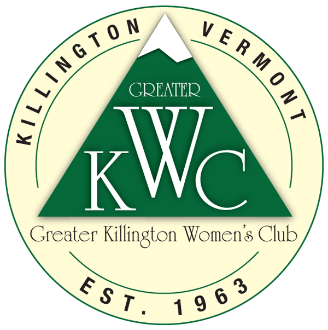 KILLINGTON VERMONT
GREATER
KWC
Greater Killington Women's Club
EST. 1963